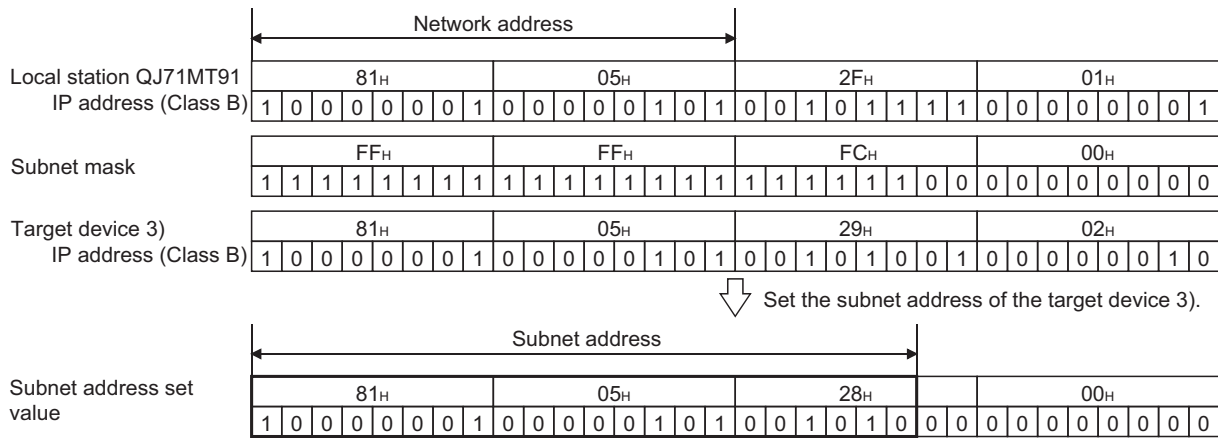 Network address
Local station QJ71MT91
IP address (Class B)
81H 05H 2FH 01H
1 0 0 0 0 0 0 1 0 0 0 0 0 1 0 1 0 0 1 0 1 1 1 1 0 0 0 0 0 0 0 1
Subnet mask
FFH FFH FCH 00H
1 1 1 1 1 1 1 1 1 1 1 1 1 1 1 1 1 1 1 1 1 1 0 0 0 0 0 0 0 0 0 0
Target device 3)
IP address (Class B)
81H 05H 29H 02H
1 0 0 0 0 0 0 1 0 0 0 0 0 1 0 1 0 0 1 0 1 0 0 1 0 0 0 0 0 0 1 0
Set the subnet address of the target device 3).
Subnet address
Subnet address set
value
81H 05H 28H 00H
1 0 0 0 0 0 0 1 0 0 0 0 0 1 0 1 0 0 1 0 1 0 0 0 0 0 0 0 0 0 0 0